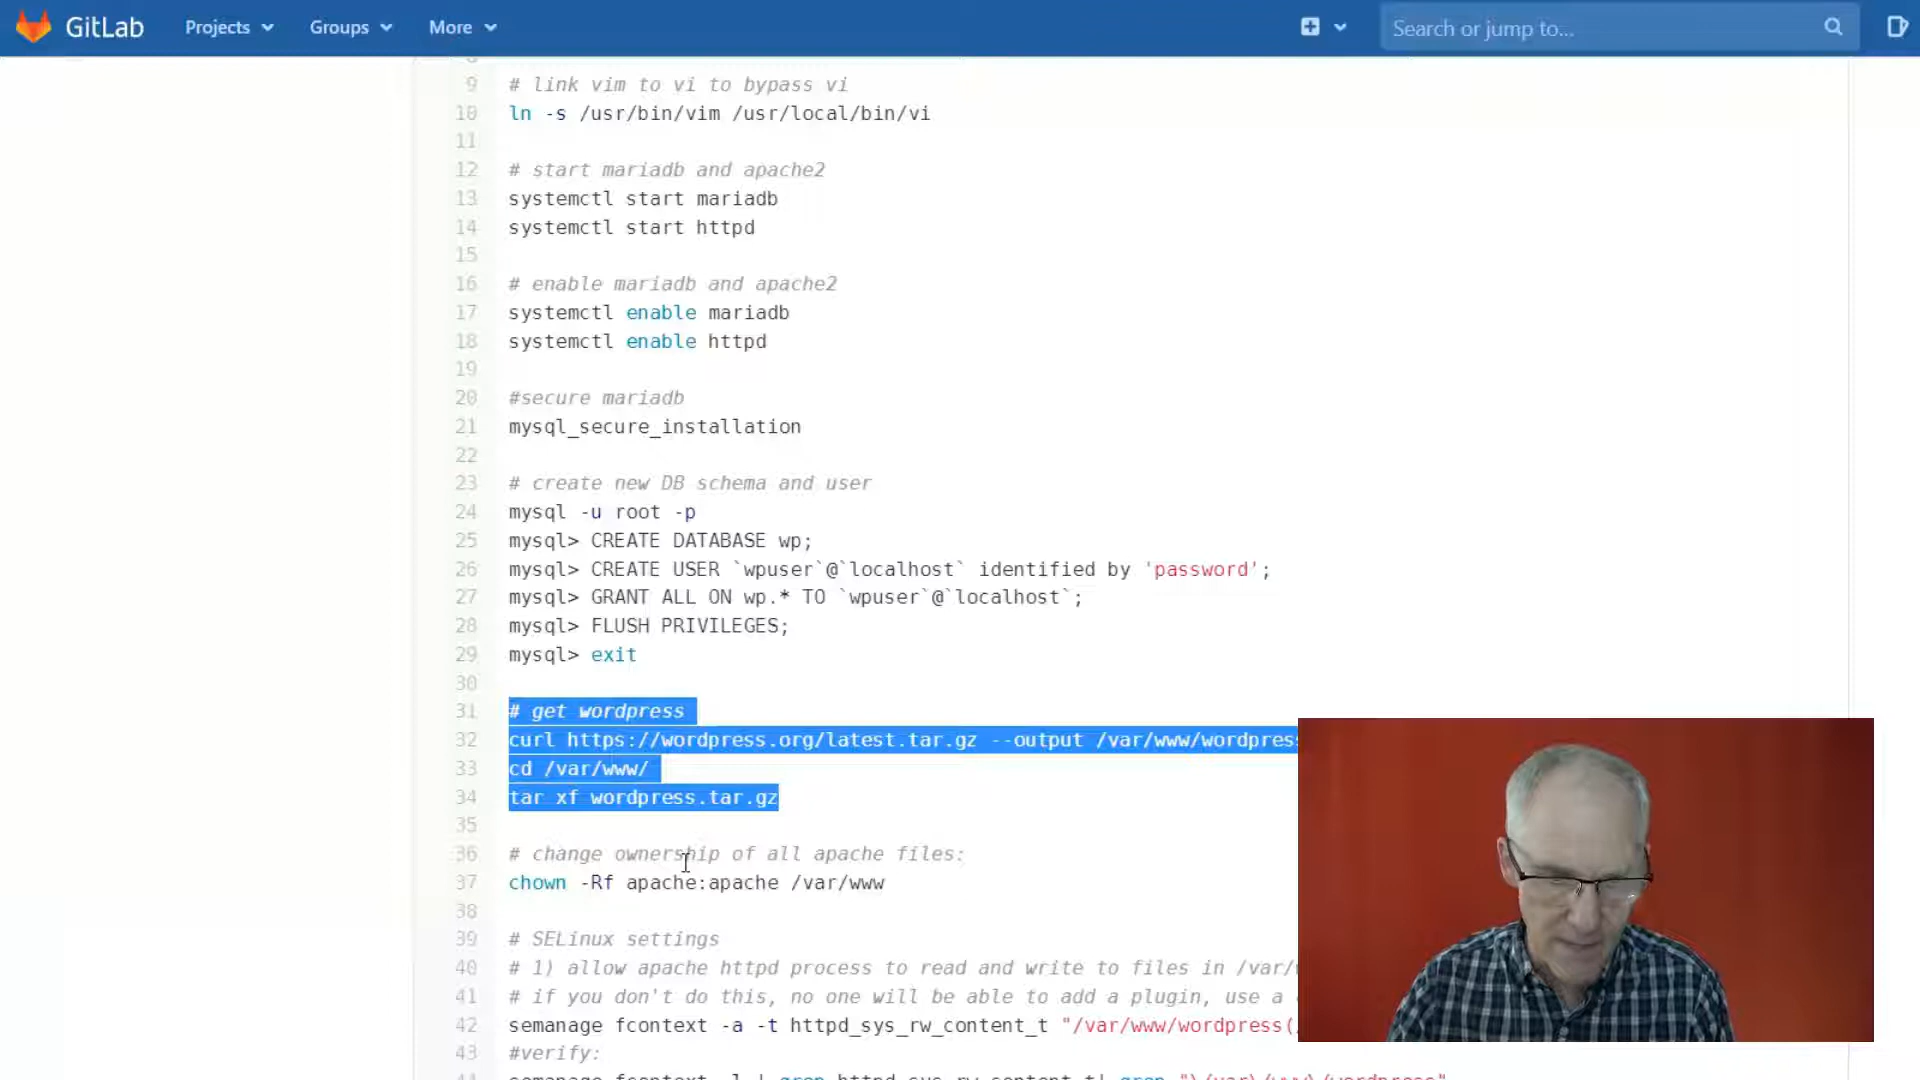 GitLab Projects Groups More Search or jump to...
9 # link vim to vi to bypass vi
10 ln -s /usr/bin/vim /usr/local/bin/vi
11
12 # start mariadb and apache2
13 systemctl start mariadb
14 systemctl start httpd
15
16 # enable mariadb and apache2
17 systemctl enable mariadb
18 systemctl enable httpd
19
20 #secure mariadb
21 mysql_secure_installation
22
23 # create new DB schema and user
24 mysql -u root -p
25 mysql> CREATE DATABASE wp;
26 mysql> CREATE USER `wpuser`@`localhost` identified by 'password';
27 mysql> GRANT ALL ON wp.* TO `wpuser`@`localhost`;
28 mysql> FLUSH PRIVILEGES;
29 mysql> exit
30
31 # get wordpress
32 curl https://wordpress.org/latest.tar.gz --output /var/www/wordpress
33 cd /var/www/
34 tar xf wordpress.tar.gz
35
36 # change ownership of all apache files:
37 chown -Rf apache:apache /var/www
38
39 # SELinux settings
40 # 1) allow apache httpd process to read and write to files in /var/
41 # if you don't do this, no one will be able to add a plugin, use a
42 semanage fcontext -a -t httpd_sys_rw_content_t "/var/www/wordpress(
43 #verify: